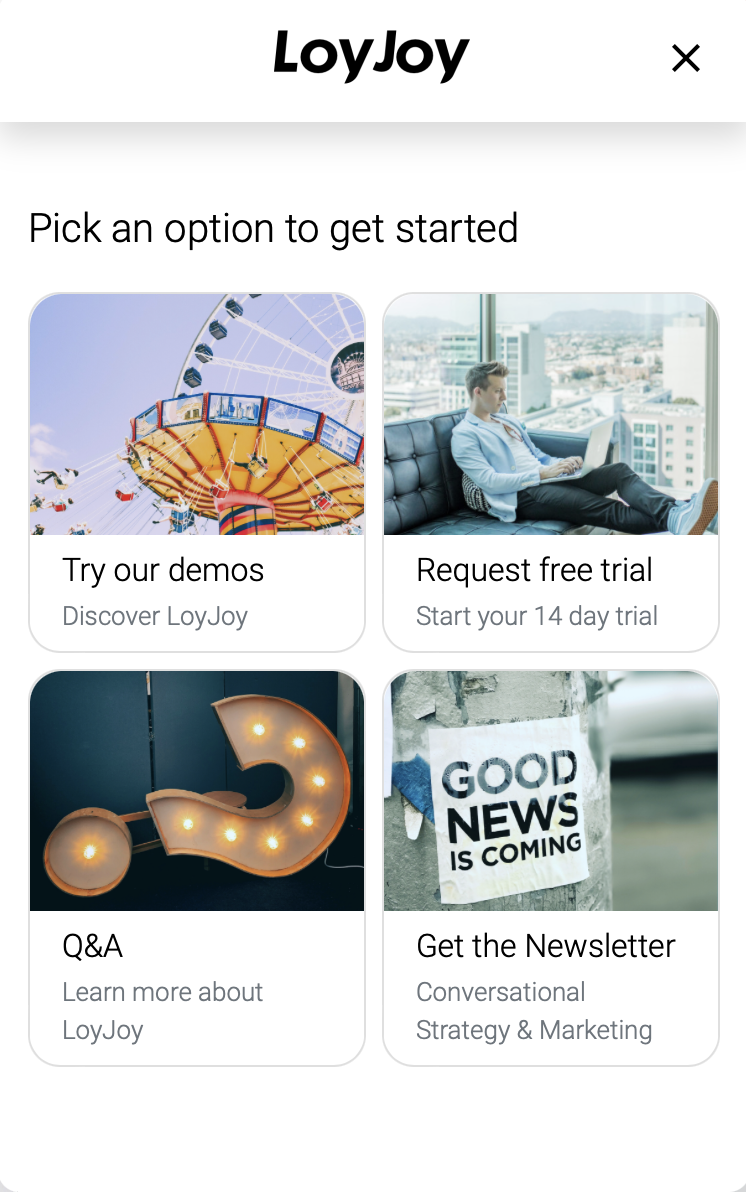 LoyJoy
Pick an option to get started
Try our demos
Discover LoyJoy
Request free trial
Start your 14 day trial
GOOD
NEWS
IS COMING
Q&A
Learn more about
LoyJoy
Get the Newsletter
Conversational
Strategy & Marketing